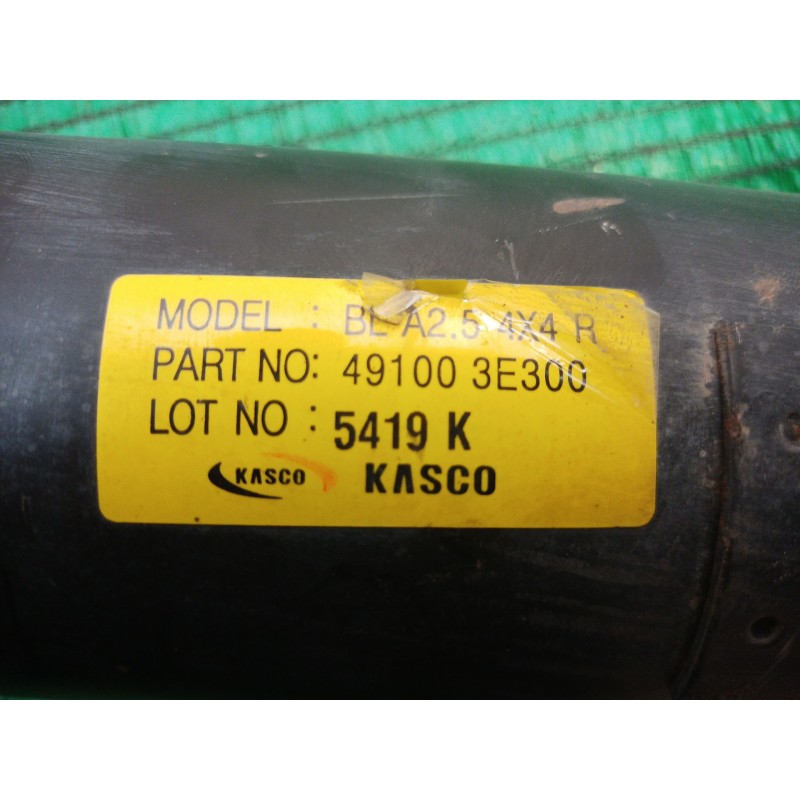 MODEL : BL A2.5 4X4 R
PART NO: 49100 3E300
LOT NO : 5419 K
KASCO KASCO